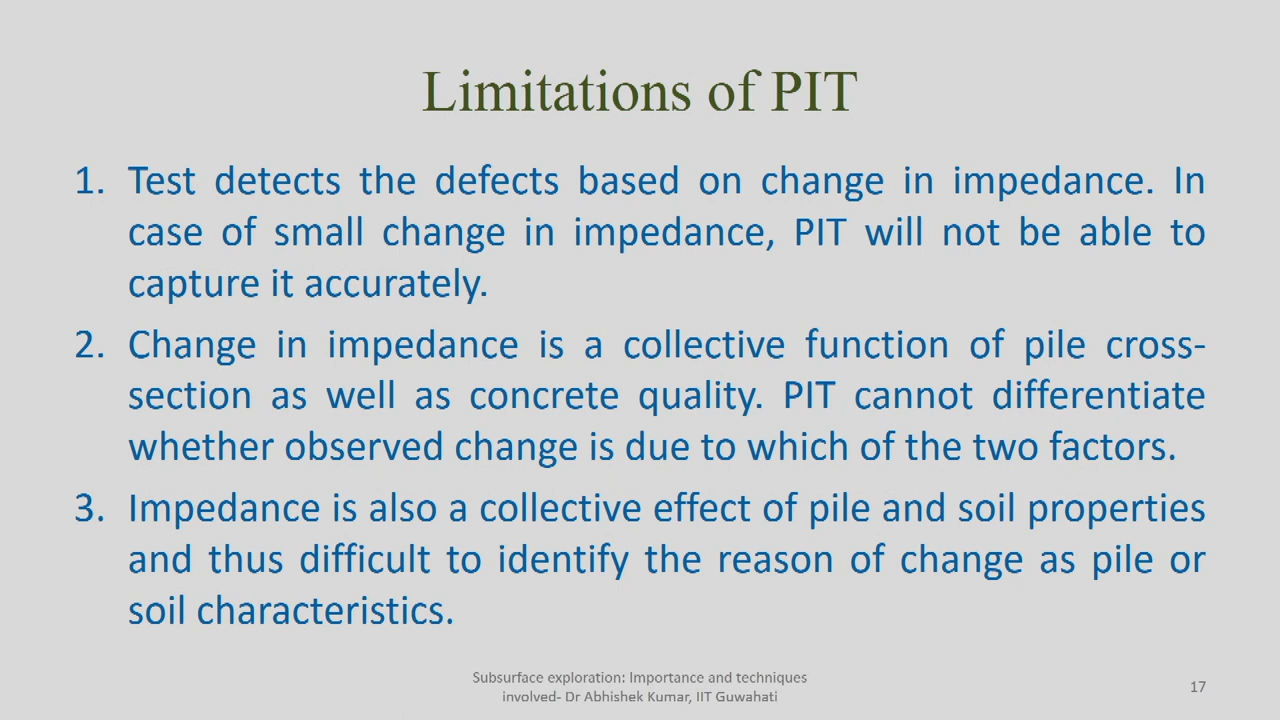 Limitations of PIT
1. Test detects the defects based on change in impedance. In
case of small change in impedance, PIT will not be able to
capture it accurately.
2. Change in impedance is a collective function of pile cross-
section as well as concrete quality. PIT cannot differentiate
whether observed change is due to which of the two factors.
3. Impedance is also a collective effect of pile and soil properties
and thus difficult to identify the reason of change as pile or
soil characteristics.
Subsurface exploration: Importance and techniques
involved- Dr Abhishek Kumar, IIT Guwahati
17